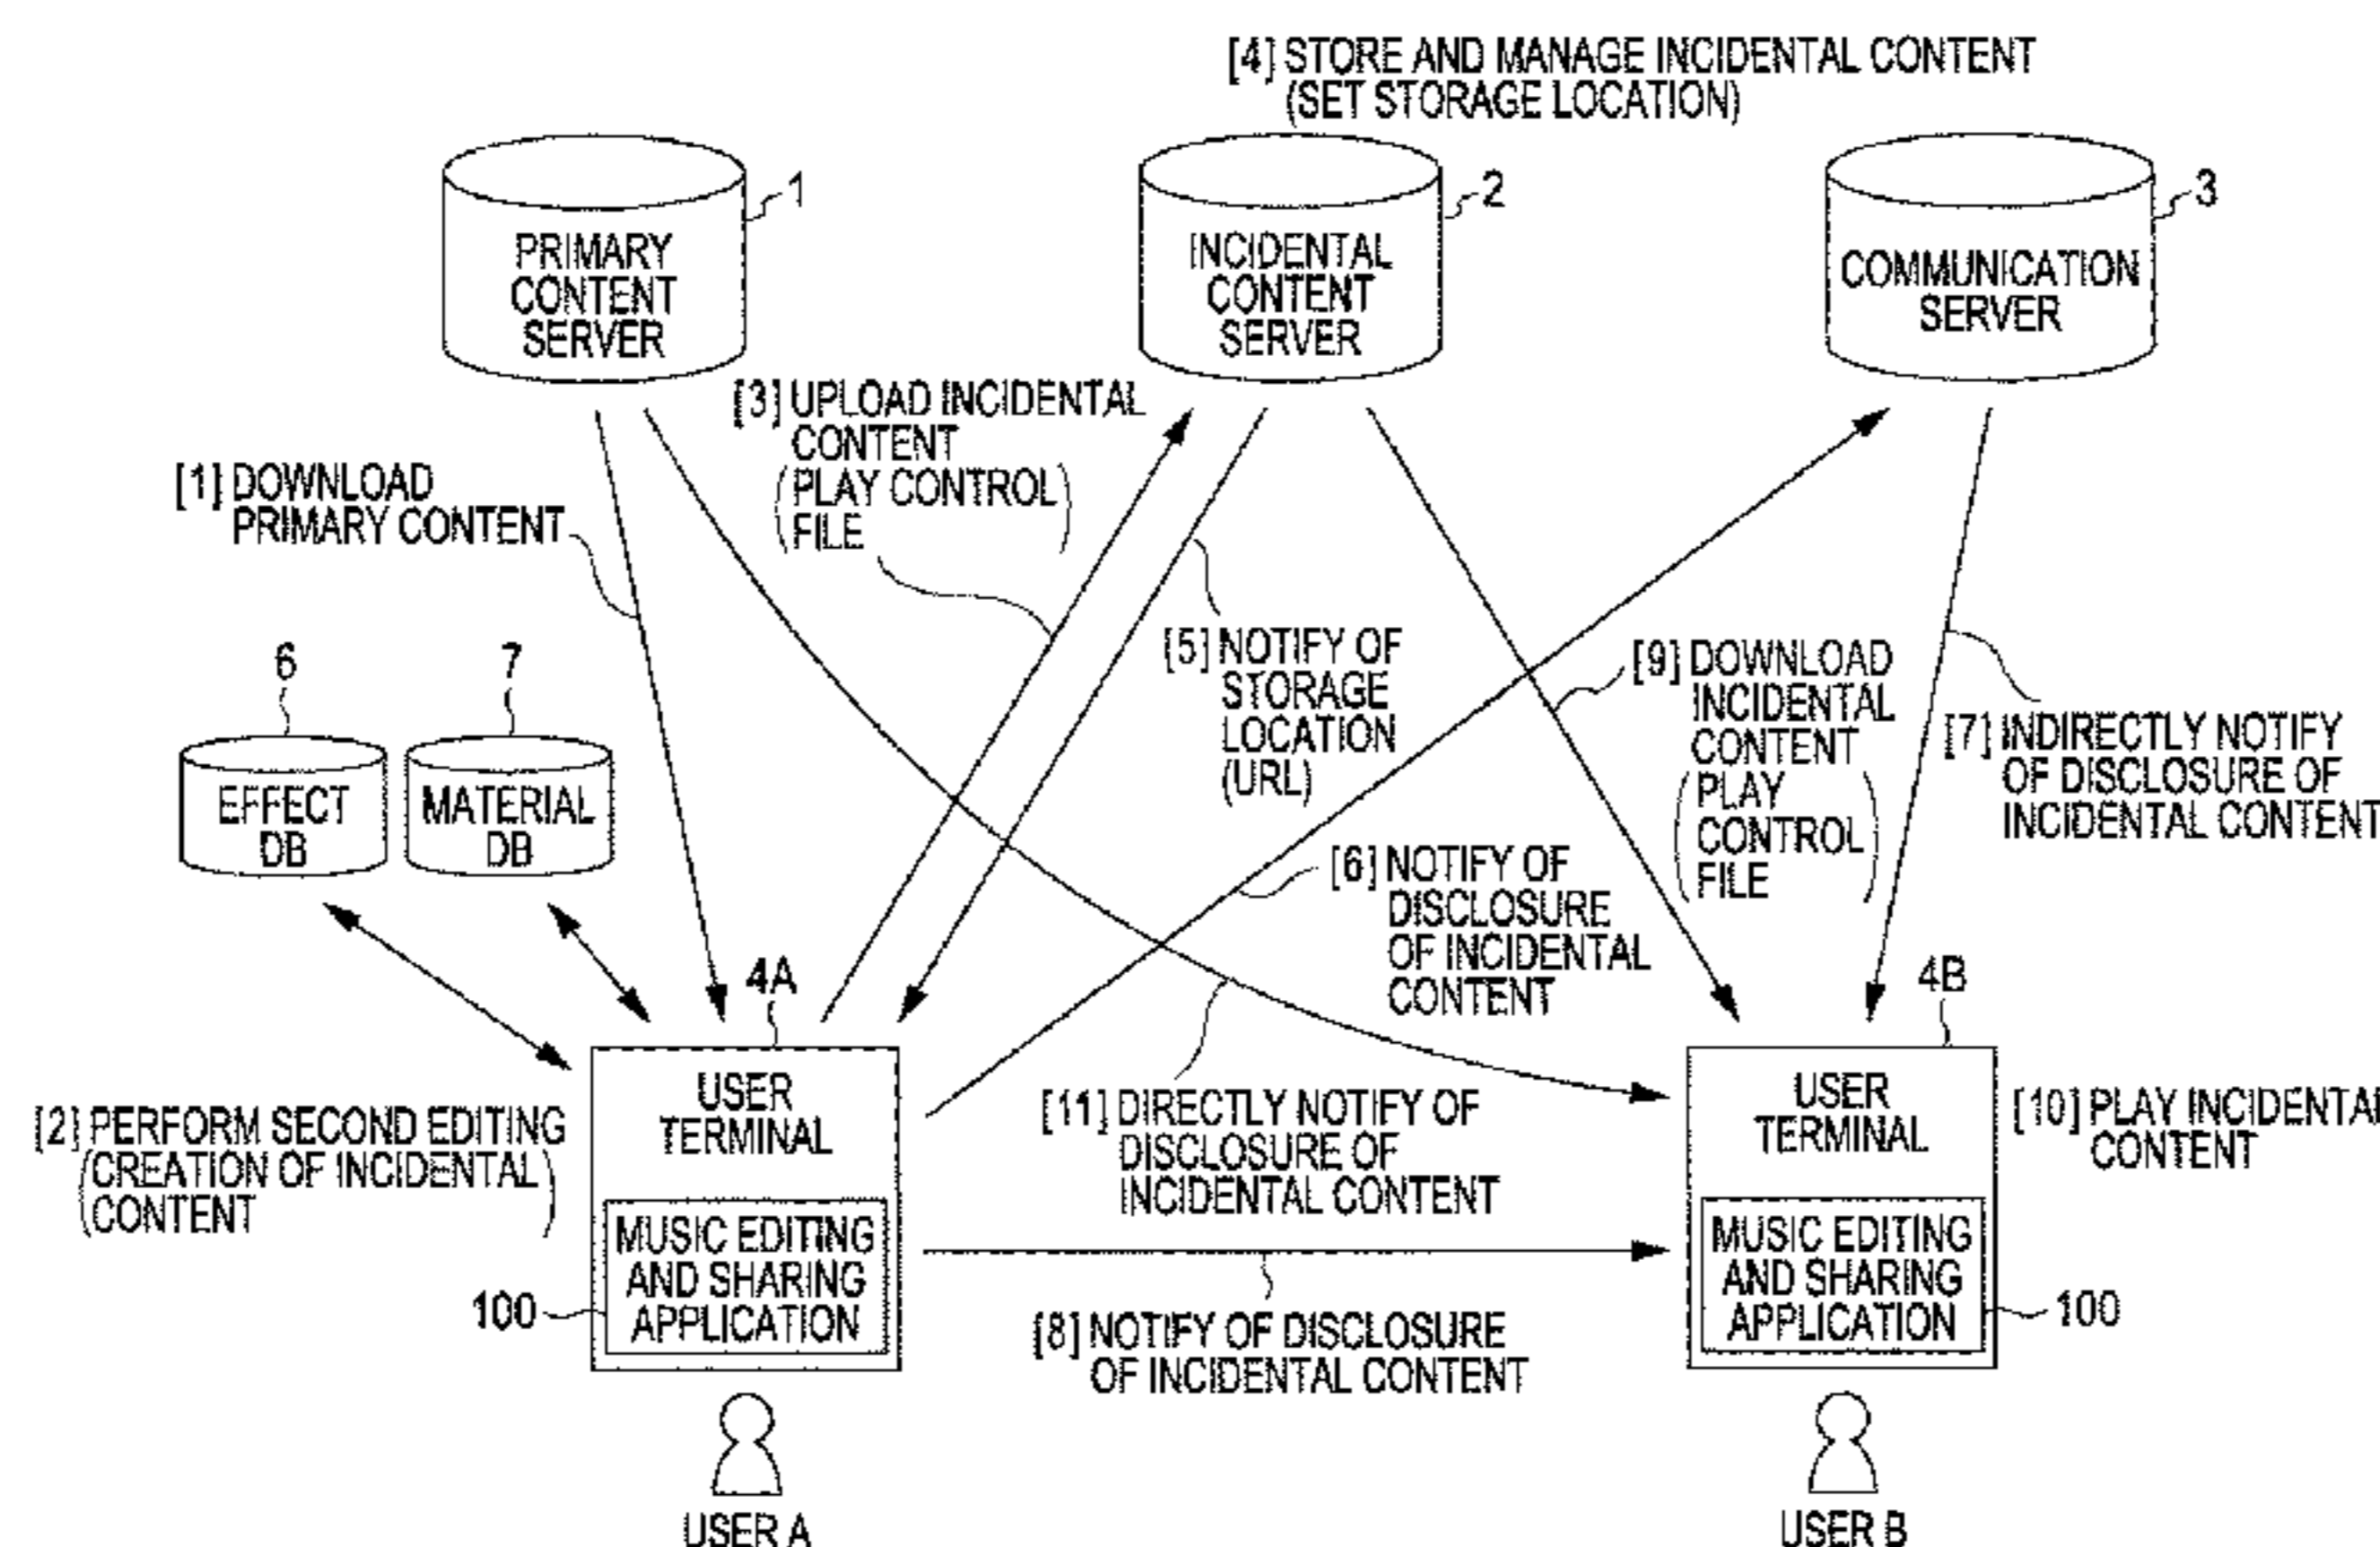 [4] STORE AND MANAGE INCIDENTAL CONTENT
(SET STORAGE LOCATION)
1
PRIMARY
CONTENT
SERVER
2
INCIDENTAL
CONTENT
SERVER
3
COMMUNICATION
SERVER
[3] UPLOAD INCIDENTAL
CONTENT
(PLAY CONTROL
FILE)
[1] DOWNLOAD
PRIMARY CONTENT
[5] NOTIFY OF
STORAGE
LOCATION
(URL)
[9] DOWNLOAD
INCIDENTAL
CONTENT
(PLAY
CONTROL
FILE)
[7] INDIRECTLY NOTIFY
OF DISCLOSURE OF
INCIDENTAL CONTENT
6
EFFECT
DB
7
MATERIAL
DB
[6] NOTIFY OF
DISCLOSURE
OF INCIDENTAL
CONTENT
4A
USER
TERMINAL
4B
USER
TERMINAL
[2] PERFORM SECOND EDITING
(CREATION OF INCIDENTAL
CONTENT)
[11] DIRECTLY NOTIFY OF
DISCLOSURE OF
INCIDENTAL CONTENT
[10] PLAY INCIDENTAL
CONTENT
MUSIC EDITING
AND SHARING
APPLICATION
100
MUSIC EDITING
AND SHARING
APPLICATION
100
[8] NOTIFY OF DISCLOSURE
OF INCIDENTAL CONTENT
USER A
USER B